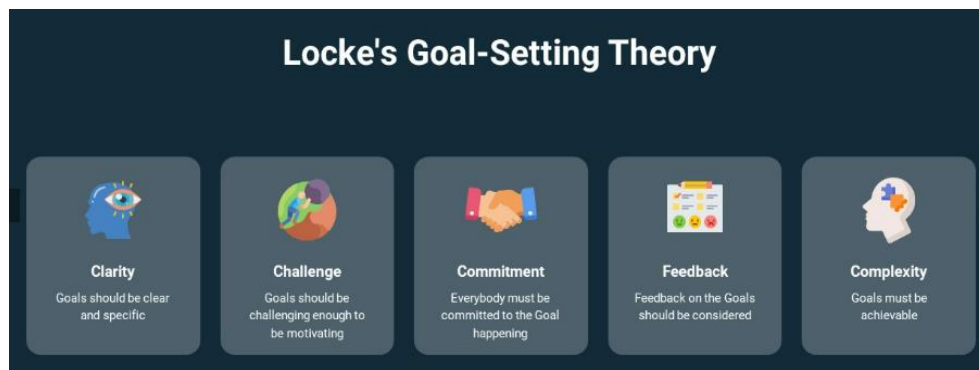 Locke's Goal-Setting Theory
Clarity
Goals should be clear
and specific
Challenge
Goals should be
challenging enough to
be motivating
Commitment
Everybody must be
committed to the Goal
happening
Feedback
Feedback on the Goals
should be considered
Complexity
Goals must be
achievable